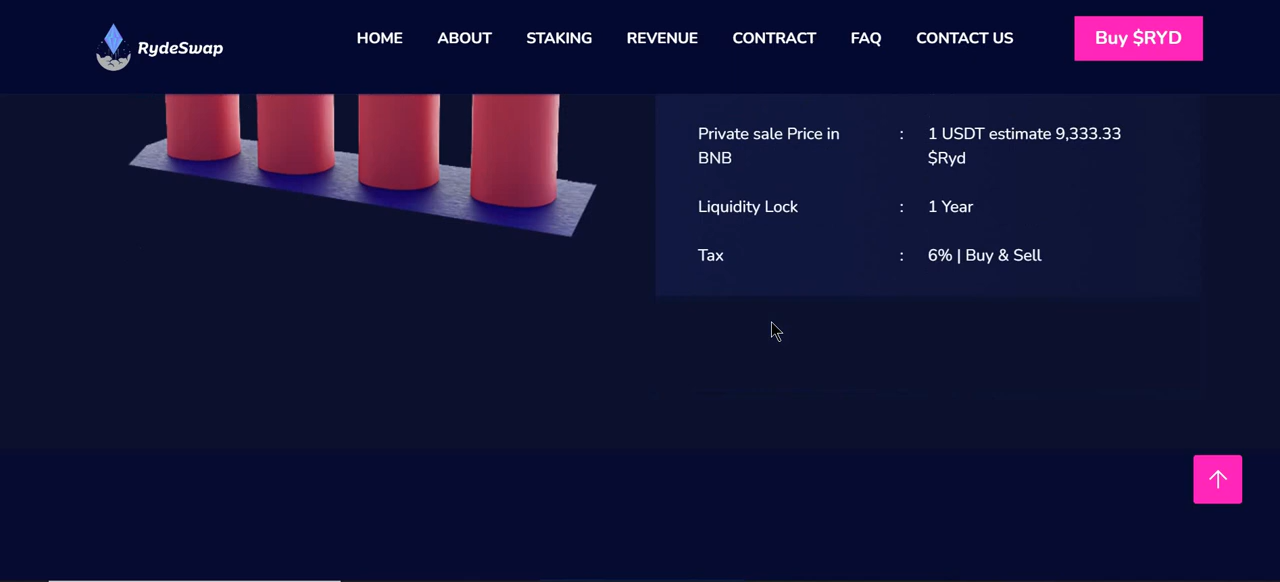 RydeSwap
HOME
ABOUT
STAKING
REVENUE
CONTRACT
FAQ
CONTACT US
Buy $RYD
Private sale Price in
BNB
:
1 USDT estimate 9,333.33
$Ryd
Liquidity Lock : 1 Year
Tax : 6% | Buy & Sell